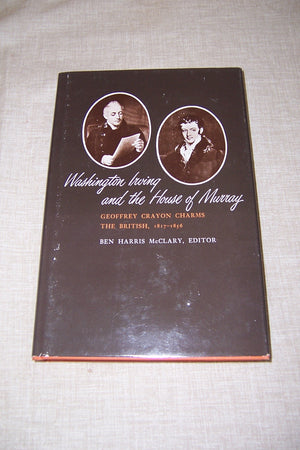 Washington Irving
and the House of Murray
GEOFFREY CRAYON CHARMS
THE BRITISH, 1817–1856
BEN HARRIS McCLARY, EDITOR